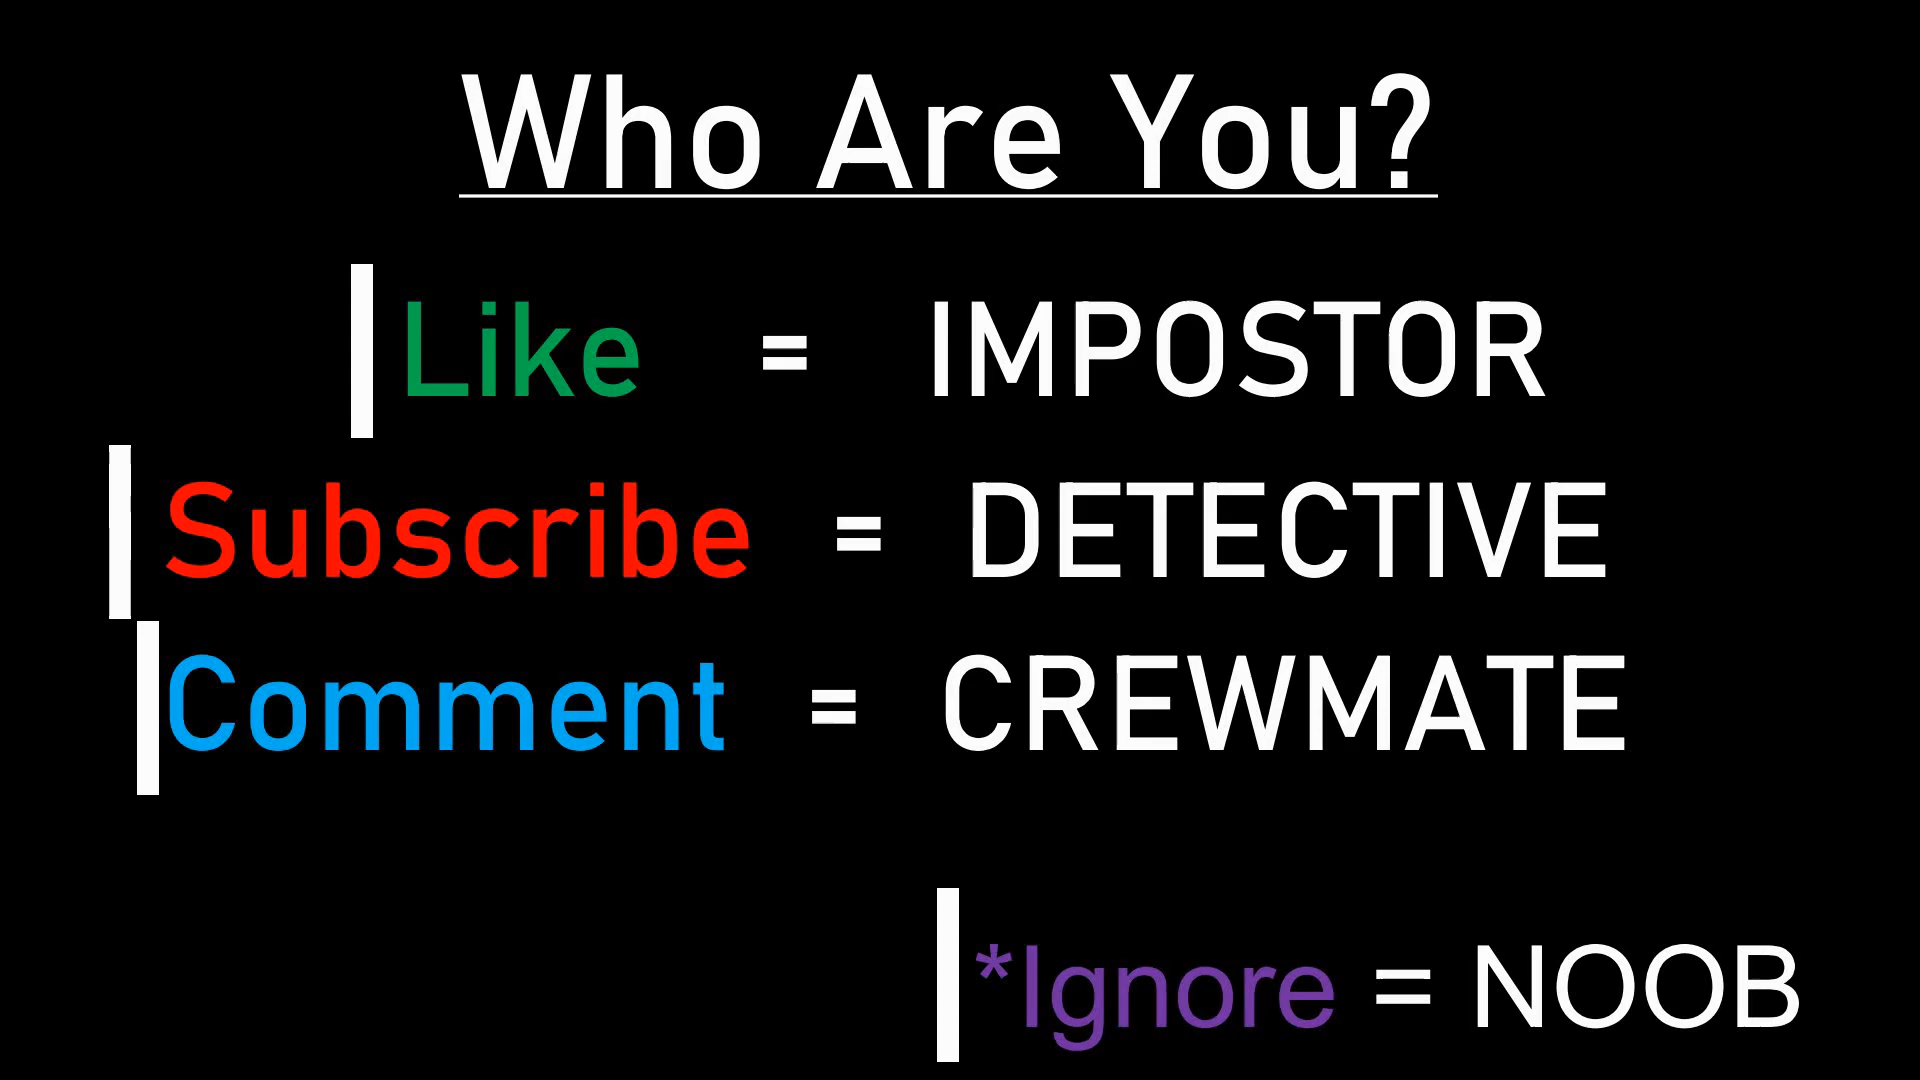 Who Are You?
Like = IMPOSTOR
Subscribe = DETECTIVE
Comment = CREWMATE
*Ignore = NOOB